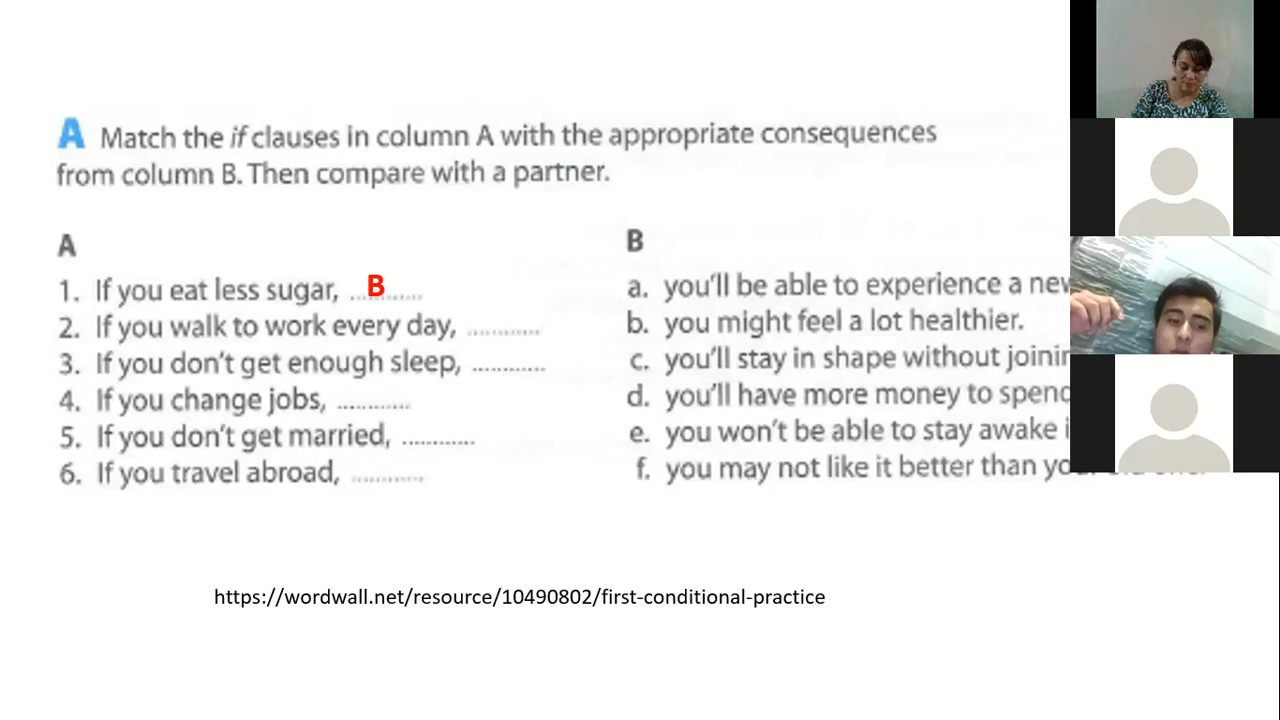 A Match the if clauses in column A with the appropriate consequences
from column B. Then compare with a partner.
A
1. If you eat less sugar, ... B ........
2. If you walk to work every day, ............
3. If you don't get enough sleep, ............
4. If you change jobs, ............
5. If you don't get married, ............
6. If you travel abroad, ............
B
a. you'll be able to experience a
b. you might feel a lot healthier.
c. you'll stay in shape without
d. you'll have more money to
e. you won't be able to stay awake
f. you may not like it better than
https://wordwall.net/resource/10490802/first-conditional-practice